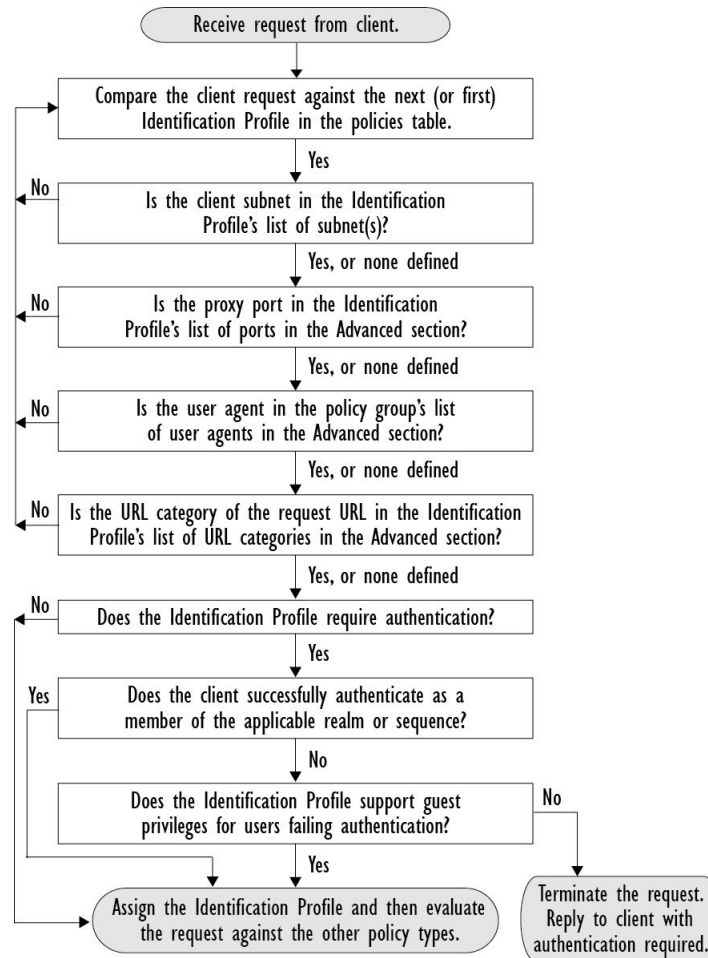 Receive request from client.
Compare the client request against the next (or first)
Identification Profile in the policies table.
Yes
No
Is the client subnet in the Identification
Profile's list of subnet(s)?
Yes, or none defined
No
Is the proxy port in the Identification
Profile's list of ports in the Advanced section?
Yes, or none defined
No
Is the user agent in the policy group's list
of user agents in the Advanced section?
Yes, or none defined
No
Is the URL category of the request URL in the Identification
Profile's list of URL categories in the Advanced section?
Yes, or none defined
No
Does the Identification Profile require authentication?
Yes
Yes
Does the client successfully authenticate as a
member of the applicable realm or sequence?
No
Does the Identification Profile support guest
privileges for users failing authentication?
No
Yes
Assign the Identification Profile and then evaluate
the request against the other policy types.
Terminate the request.
Reply to client with
authentication required.